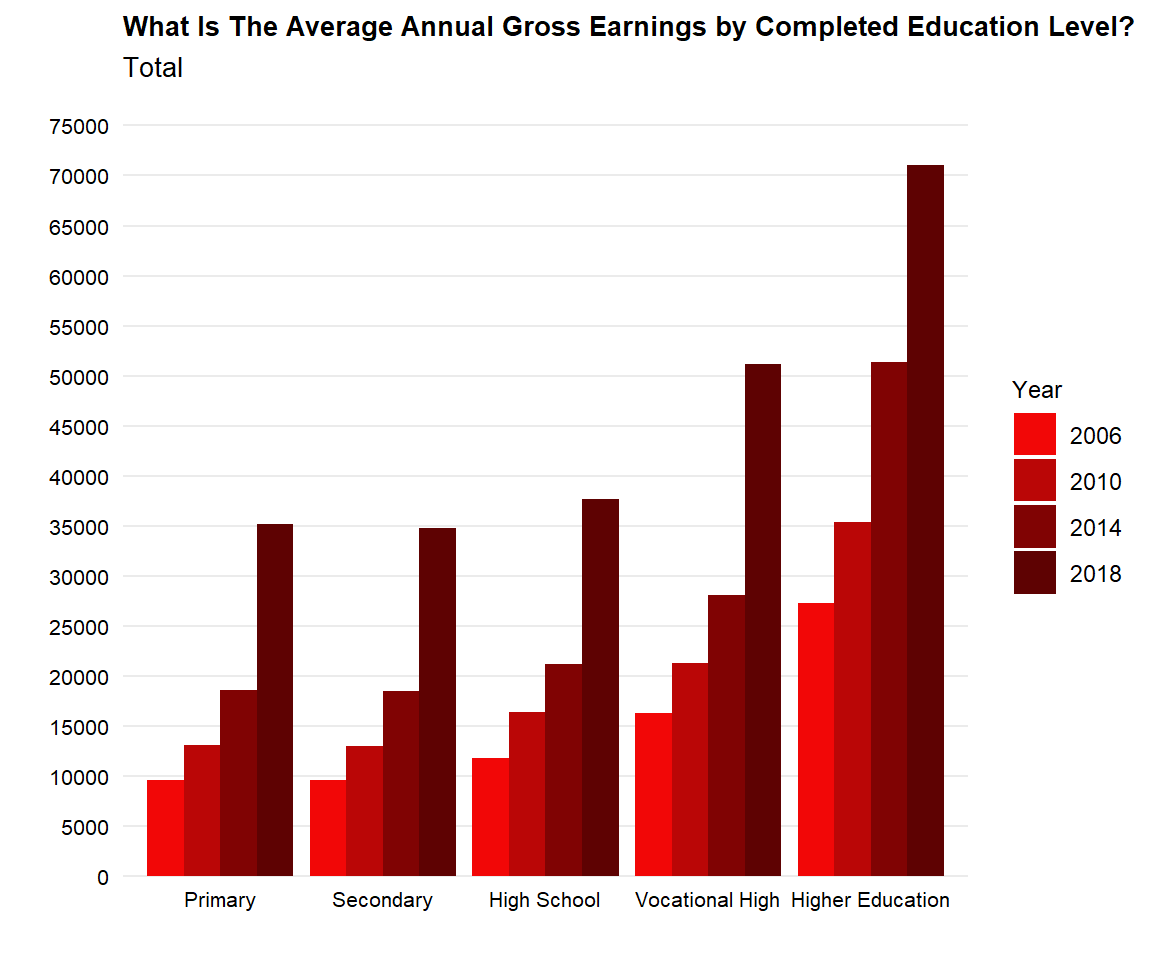 What Is The Average Annual Gross Earnings by Completed Education Level?
Total
75000
70000
65000
60000
55000
50000
45000
40000
35000
30000
25000
20000
15000
10000
5000
0
Primary
Secondary
High School
Vocational High
Higher Education
Year
2006
2010
2014
2018